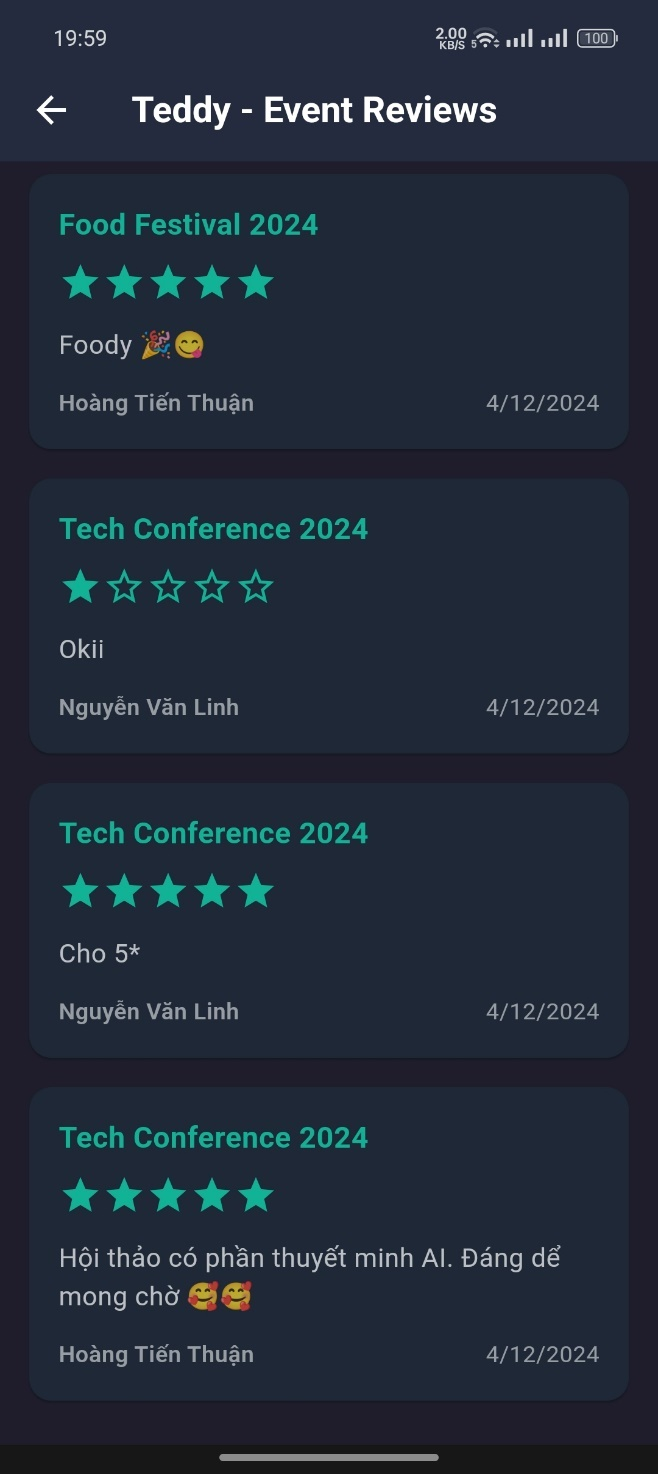 19:59
2.00
KB/S
5
100
Teddy - Event Reviews
Food Festival 2024
Foody 🎉😋
Hoàng Tiến Thuận 4/12/2024
Tech Conference 2024
Okii
Nguyễn Văn Linh 4/12/2024
Tech Conference 2024
Cho 5*
Nguyễn Văn Linh 4/12/2024
Tech Conference 2024
Hội thảo có phần thuyết minh AI. Đáng dể
mong chờ 🥰🥰
Hoàng Tiến Thuận 4/12/2024